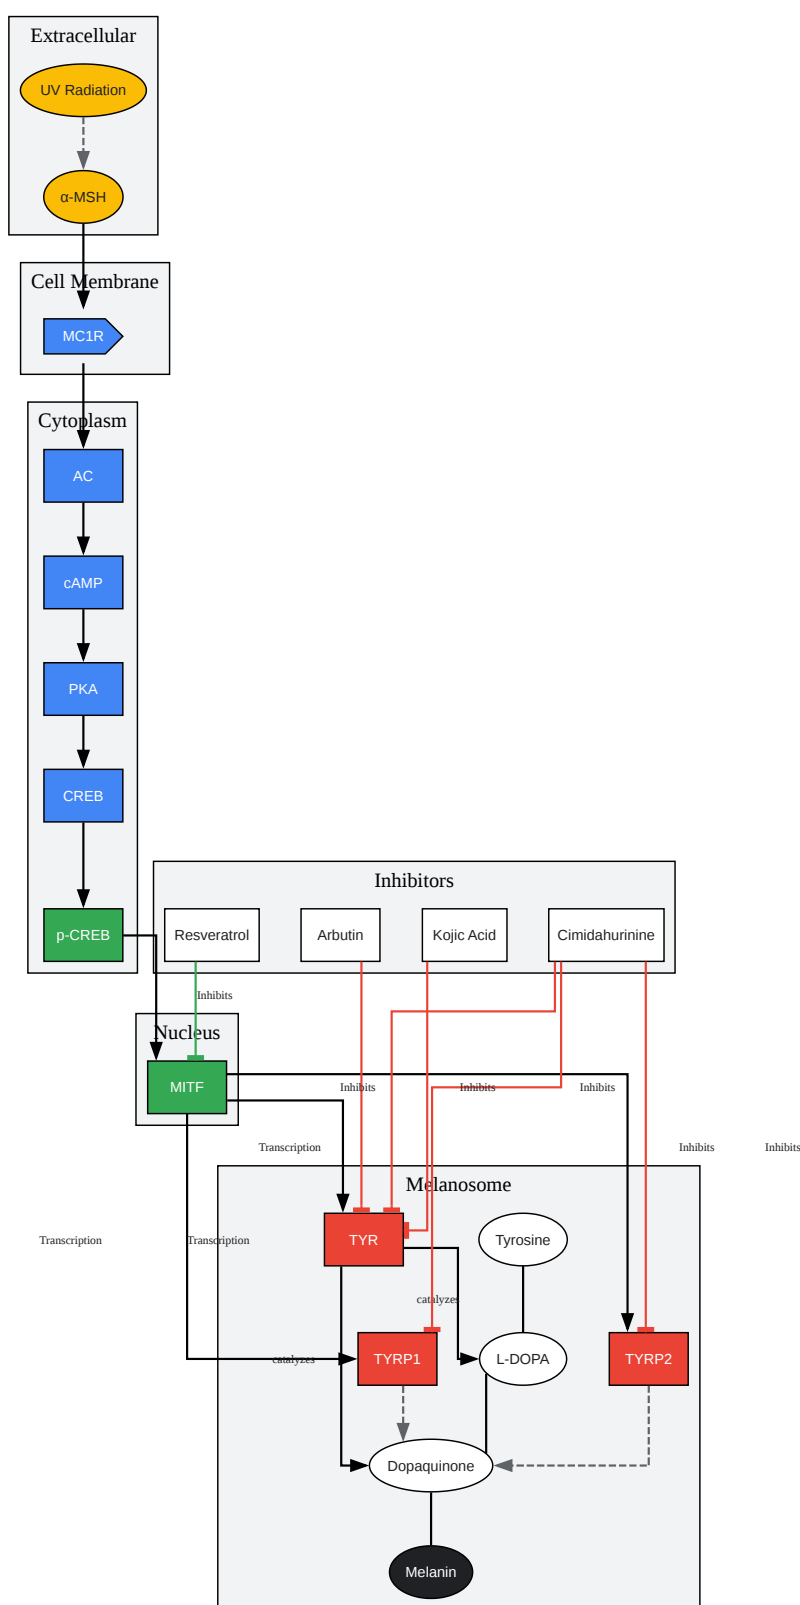 Extracellular
UV Radiation
α-MSH
Cell Membrane
MC1R
Cytoplasm
AC
cAMP
PKA
CREB
Inhibitors
p-CREB
Resveratrol
Arbutin
Kojic Acid
Cimidahurinine
Inhibits
Nucleus
MITF
Inhibits
Inhibits
Inhibits
Transcription
Inhibits
Inhibits
Melanosome
TYR
Tyrosine
Transcription
Transcription
catalyzes
TYRP1
L-DOPA
TYRP2
catalyzes
Dopaquinone
Melanin